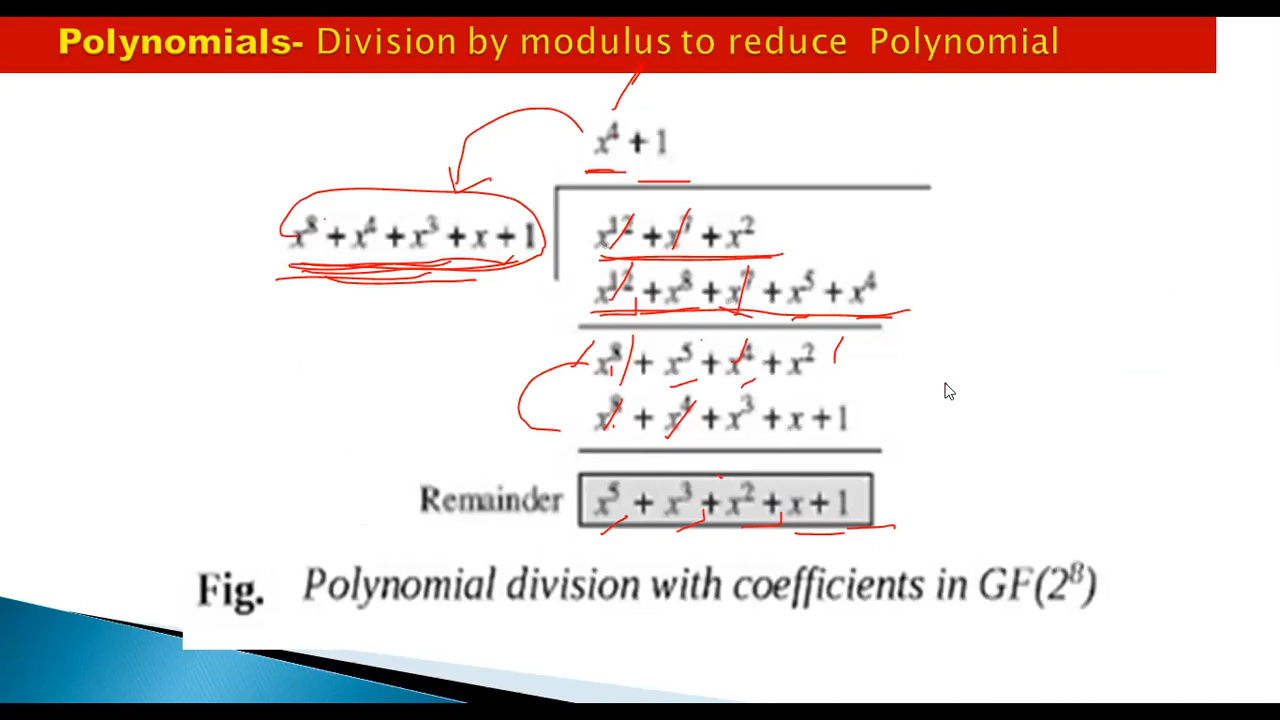 Polynomials- Division by modulus to reduce Polynomial
x⁴ + 1
x⁸ + x⁴ + x³ + x + 1
x¹² + x⁷ + x²
x¹² + x⁸ + x⁷ + x⁵ + x⁴
x⁸ + x⁵ + x⁴ + x²
x⁸ + x⁴ + x³ + x + 1
Remainder x⁵ + x³ + x² + x + 1
Fig. Polynomial division with coefficients in GF(2⁸)